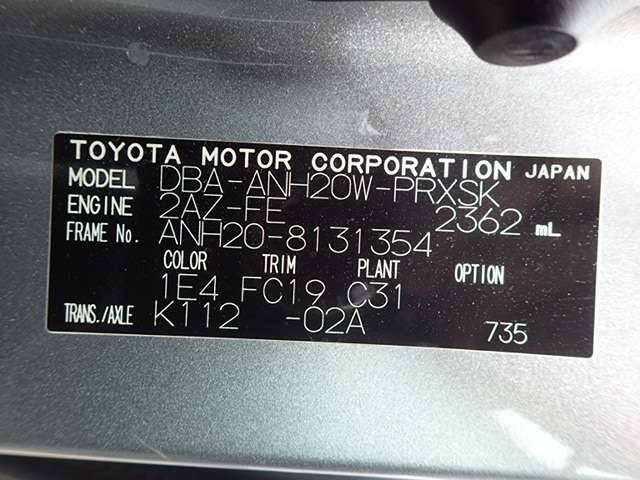 TOYOTA MOTOR CORPORATION JAPAN
MODEL DBA-ANH20W-PRXSK
ENGINE 2AZ-FE 2362 mL
FRAME No. ANH20-8131354
COLOR TRIM PLANT OPTION
1E4 FC19 C31
TRANS./AXLE K112 -02A 735